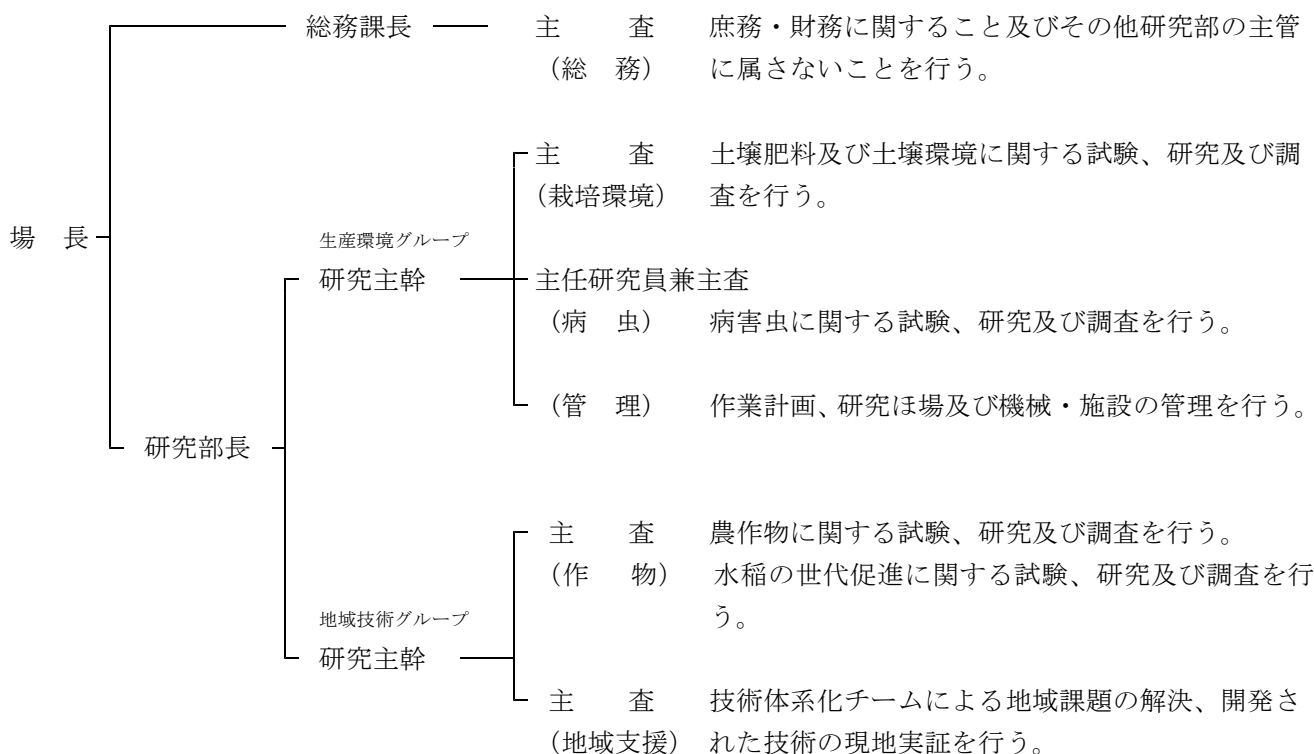 総務課長 主 査 庶務・財務に関すること及びその他研究部の主管
(総 務) に属さないことを行う。
主 査 土壌肥料及び土壌環境に関する試験、研究及び調
(栽培環境) 査を行う。
場 長
生産環境グループ
研究主幹 主任研究員兼主査
(病 虫) 病害虫に関する試験、研究及び調査を行う。
(管 理) 作業計画、研究ほ場及び機械・施設の管理を行う。
研究部長
主 査 農作物に関する試験、研究及び調査を行う。
(作 物) 水稲の世代促進に関する試験、研究及び調査を行
う。
地域技術グループ
研究主幹
主 査 技術体系化チームによる地域課題の解決、開発さ
(地域支援) れた技術の現地実証を行う。